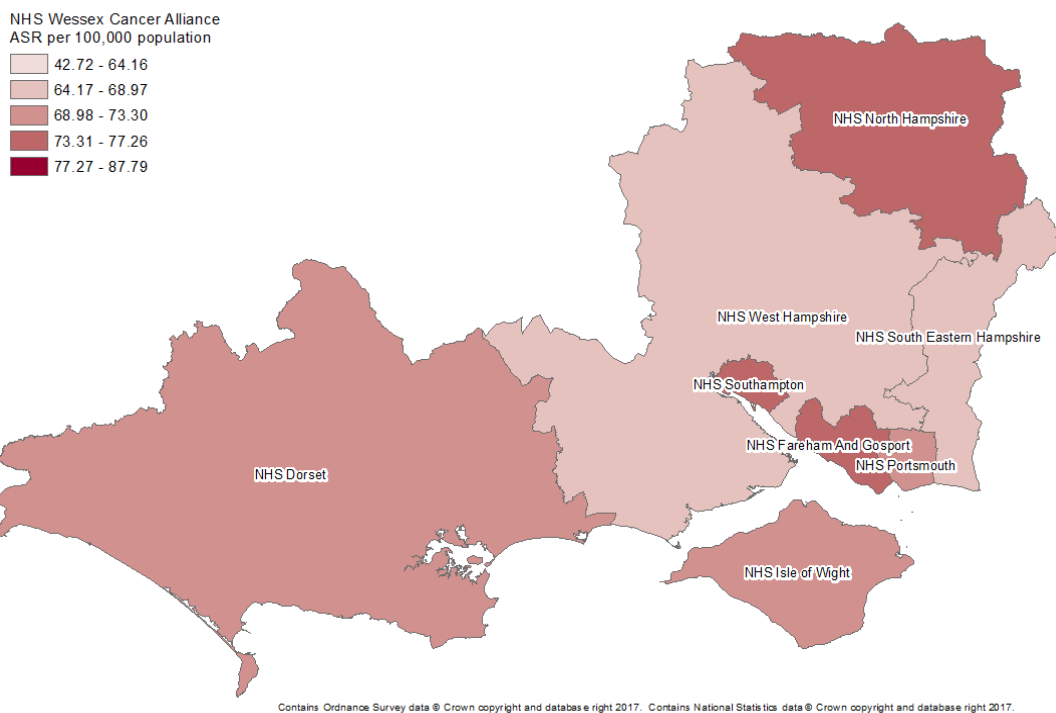 NHS Wessex Cancer Alliance
ASR per 100,000 population
42.72 - 64.16
64.17 - 68.97
68.98 - 73.30
73.31 - 77.26
77.27 - 87.79
NHS North Hampshire
NHS West Hampshire
NHS South Eastern Hampshire
NHS Southampton
NHS Fareham And Gosport
NHS Portsmouth
NHS Dorset
NHS Isle of Wight
Contains Ordnance Survey data © Crown copyright and database right 2017. Contains National Statistics data © Crown copyright and database right 2017.